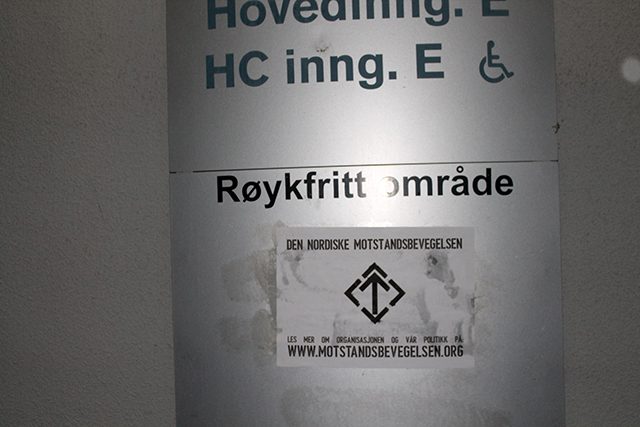 Hovedinng. E
HC inng. E
Røykfritt område
DEN NORDISKE MOTSTANDSBEVEGELSEN
LES MER OM ORGANISASJONEN OG VÅR POLITIKK PÅ:
WWW.MOTSTANDSBEVEGELSEN.ORG